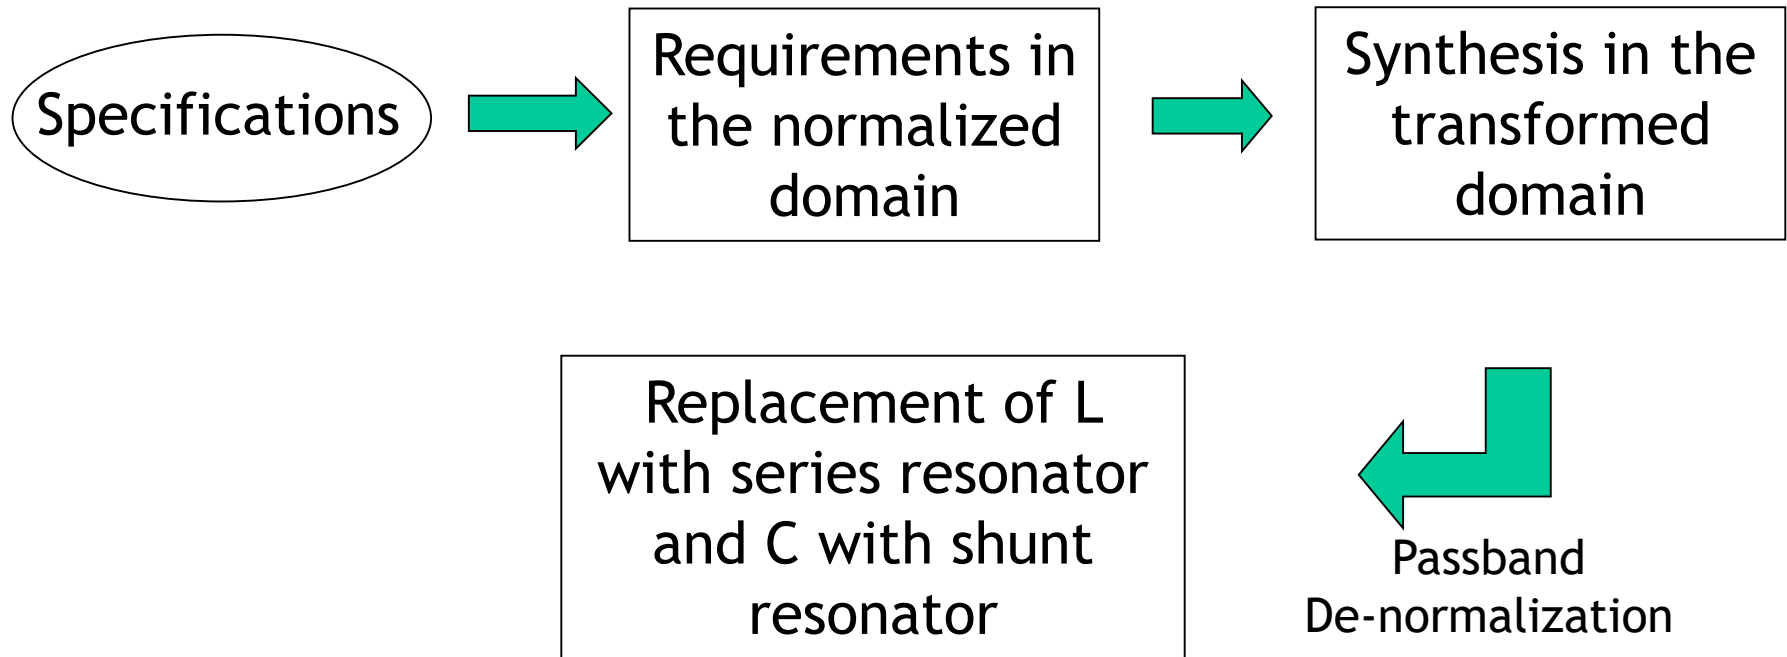 Specifications
Requirements in
the normalized
domain
Synthesis in the
transformed
domain
Replacement of L
with series resonator
and C with shunt
resonator
Passband
De-normalization